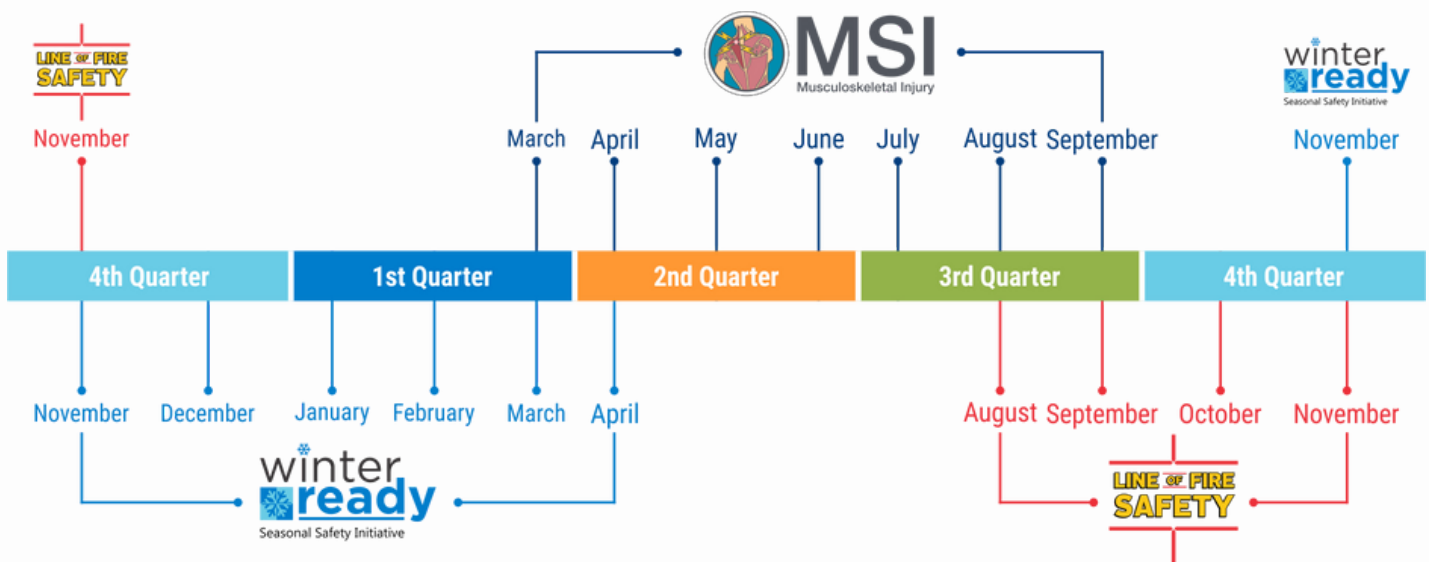 LINE OF FIRE
SAFETY
MSI
Musculoskeletal Injury
winter
ready
Seasonal Safety Initiative
November
March
April
May
June
July
August
September
November
4th Quarter
1st Quarter
2nd Quarter
3rd Quarter
4th Quarter
November
December
January
February
March
April
August
September
October
November
winter
ready
Seasonal Safety Initiative
LINE OF FIRE
SAFETY